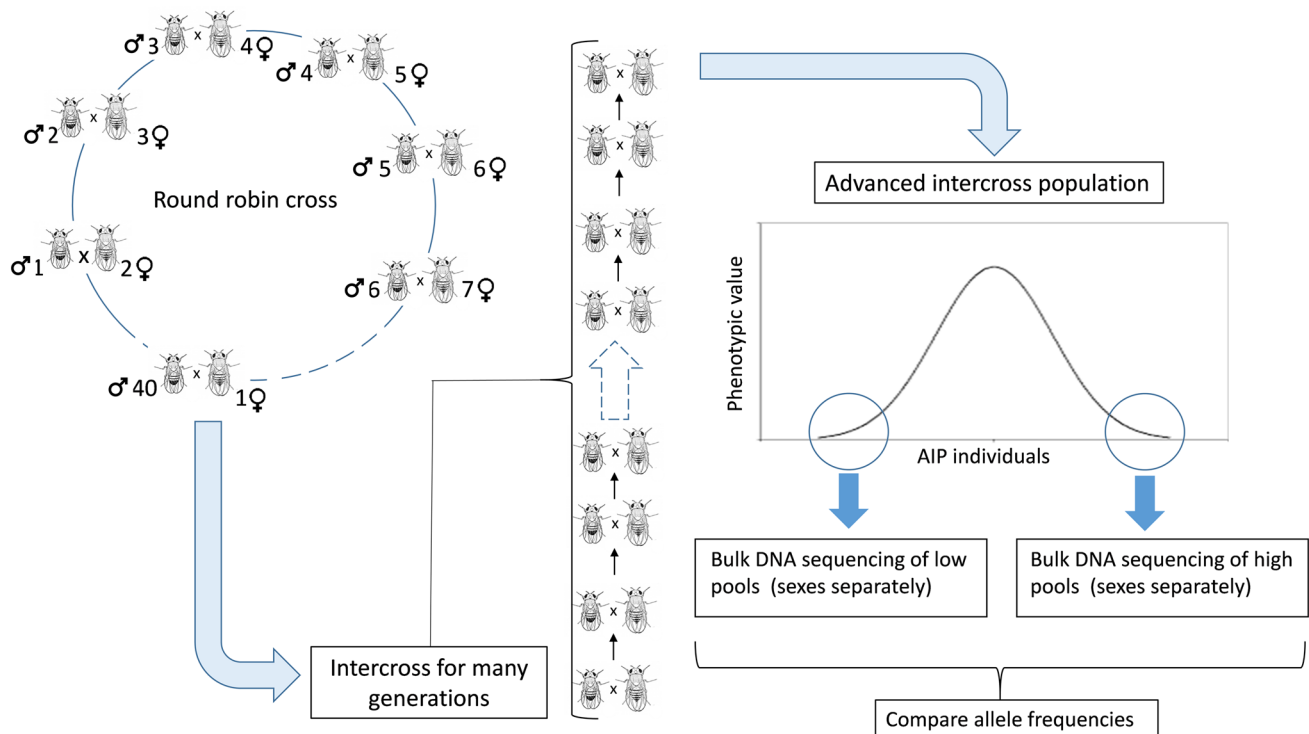 ♂3 x 4♀
♂4 x 5♀
♂2 x 3♀
♂5 x 6♀
Round robin cross
♂1 x 2♀
♂6 x 7♀
♂40 x 1♀
Intercross for many
generations
x
x
x
x
x
x
x
x
Advanced intercross population
Phenotypic value
AIP individuals
Bulk DNA sequencing of low
pools (sexes separately)
Bulk DNA sequencing of high
pools (sexes separately)
Compare allele frequencies